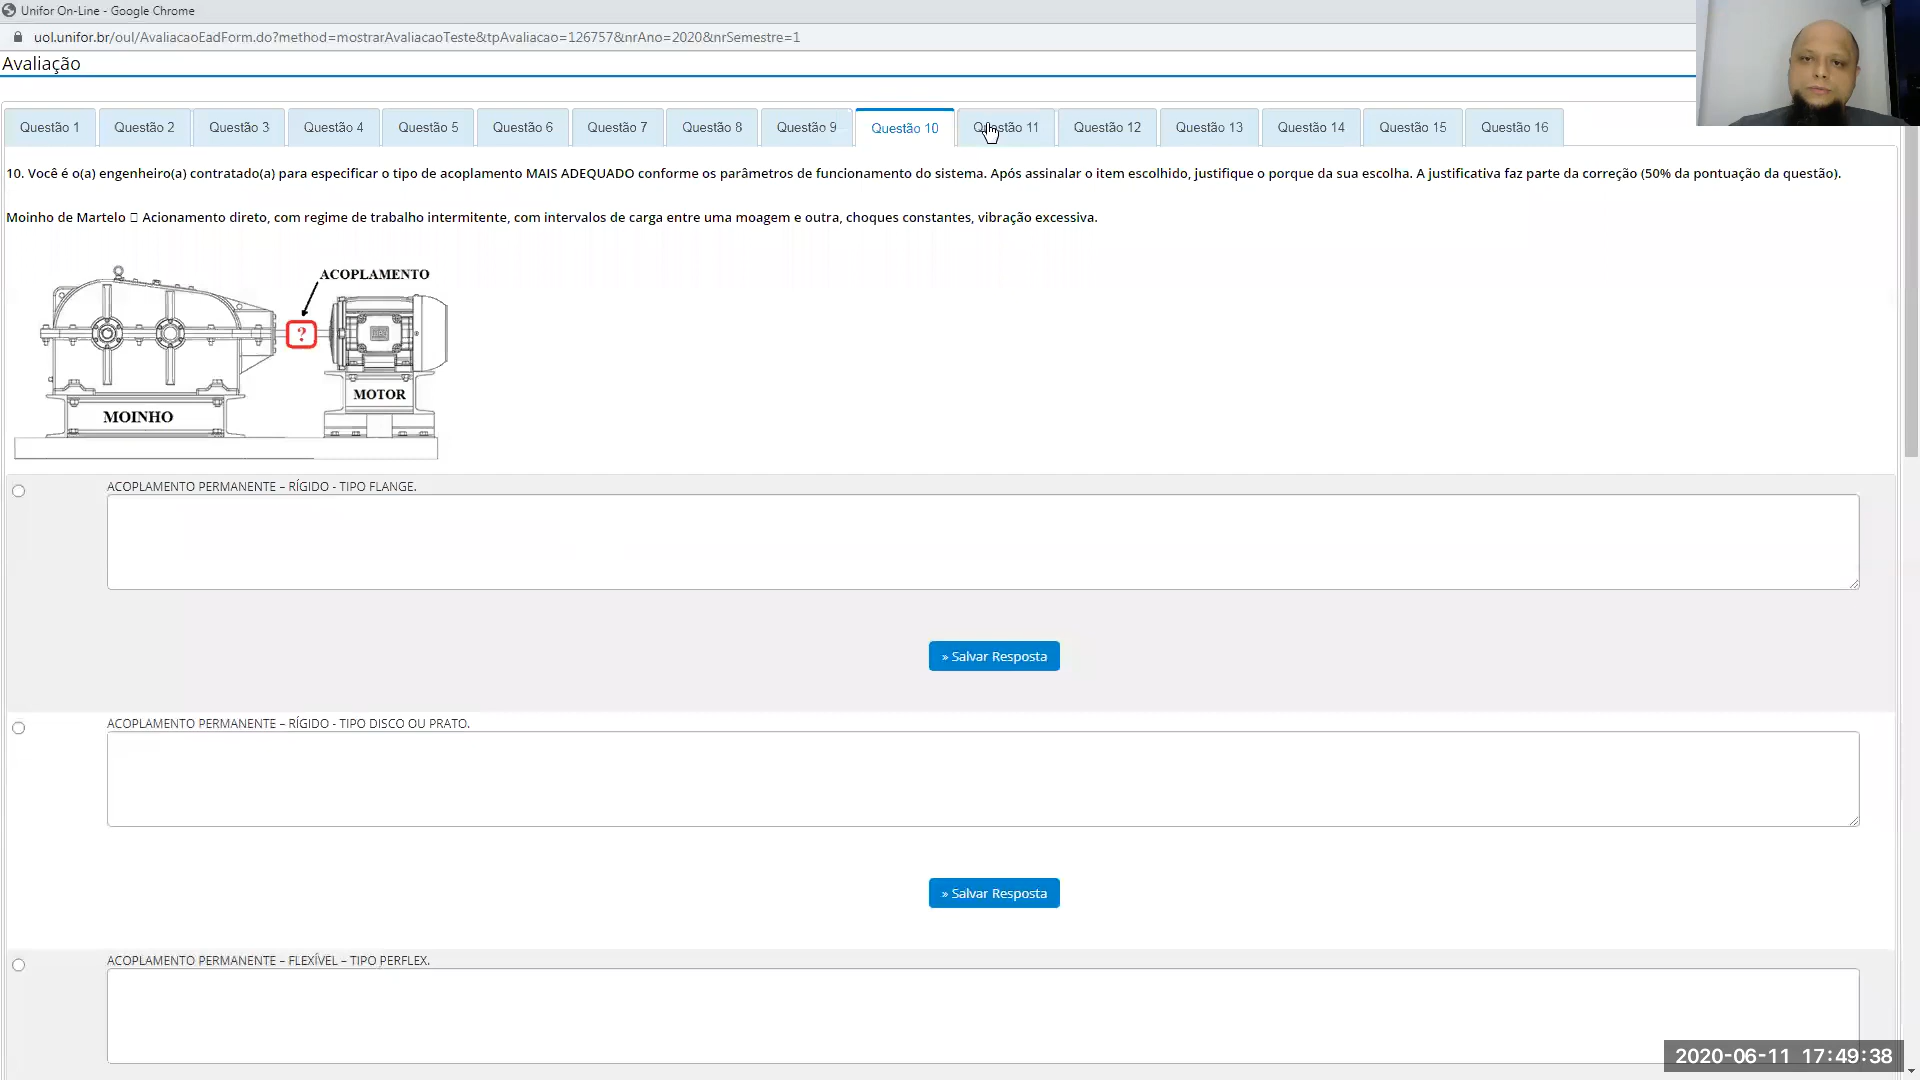 Unifor On-Line - Google Chrome
uol.unifor.br/oul/AvaliacaoEadForm.do?method=mostrarAvaliacaoTeste&tpAvaliacao=126757&nrAno=2020&nrSemestre=1
Avaliação
Questão 1 Questão 2 Questão 3 Questão 4 Questão 5 Questão 6 Questão 7 Questão 8 Questão 9 Questão 10 Questão 11 Questão 12 Questão 13 Questão 14 Questão 15 Questão 16
10. Você é o(a) engenheiro(a) contratado(a) para especificar o tipo de acoplamento MAIS ADEQUADO conforme os parâmetros de funcionamento do sistema. Após assinalar o item escolhido, justifique o porque da sua escolha. A justificativa faz parte da correção (50% da pontuação da questão).
Moinho de Martelo  Acionamento direto, com regime de trabalho intermitente, com intervalos de carga entre uma moagem e outra, choques constantes, vibração excessiva.
ACOPLAMENTO
?
MOTOR
MOINHO
ACOPLAMENTO PERMANENTE – RÍGIDO - TIPO FLANGE.
» Salvar Resposta
ACOPLAMENTO PERMANENTE – RÍGIDO - TIPO DISCO OU PRATO.
» Salvar Resposta
ACOPLAMENTO PERMANENTE – FLEXÍVEL – TIPO PERFLEX.
2020-06-11 17:49:38